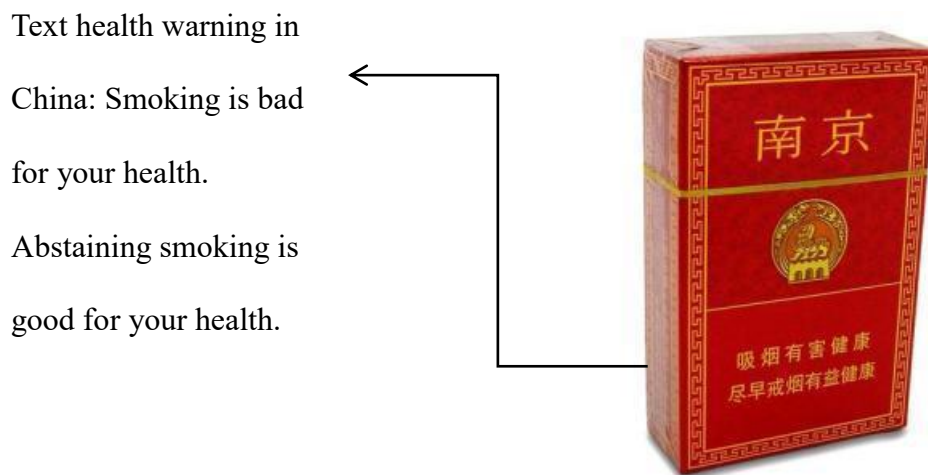 Text health warning in
China: Smoking is bad
for your health.
Abstaining smoking is
good for your health.
南京
吸烟有害健康
尽早戒烟有益健康